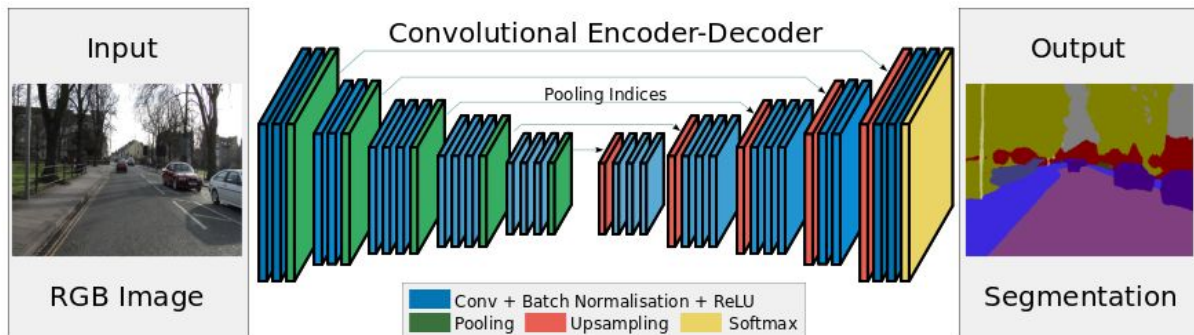 Input
RGB Image
Convolutional Encoder-Decoder
Pooling Indices
Conv + Batch Normalisation + ReLU
Pooling Upsampling Softmax
Output
Segmentation